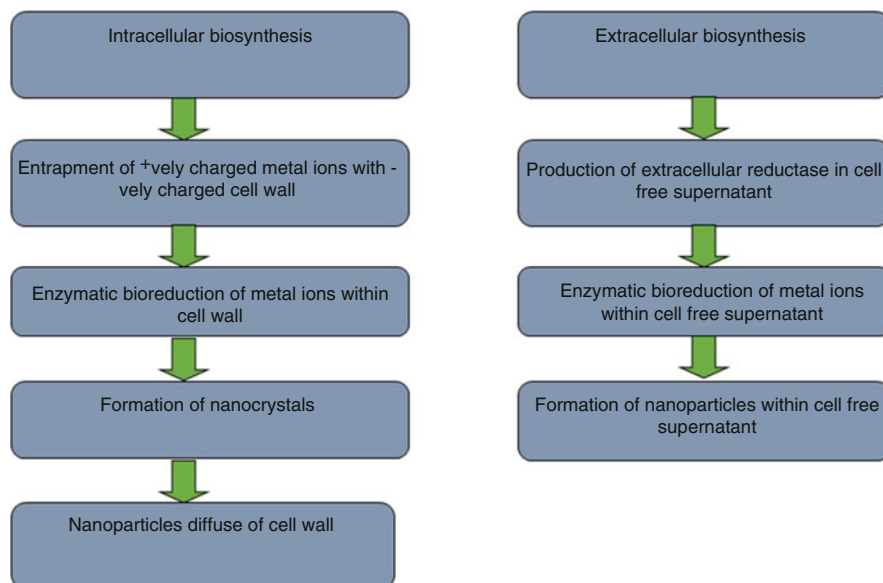 Intracellular biosynthesis
Entrapment of +vely charged metal ions with -
vely charged cell wall
Enzymatic bioreduction of metal ions within
cell wall
Formation of nanocrystals
Nanoparticles diffuse of cell wall
Extracellular biosynthesis
Production of extracellular reductase in cell
free supernatant
Enzymatic bioreduction of metal ions
within cell free supernatant
Formation of nanoparticles within cell free
supernatant